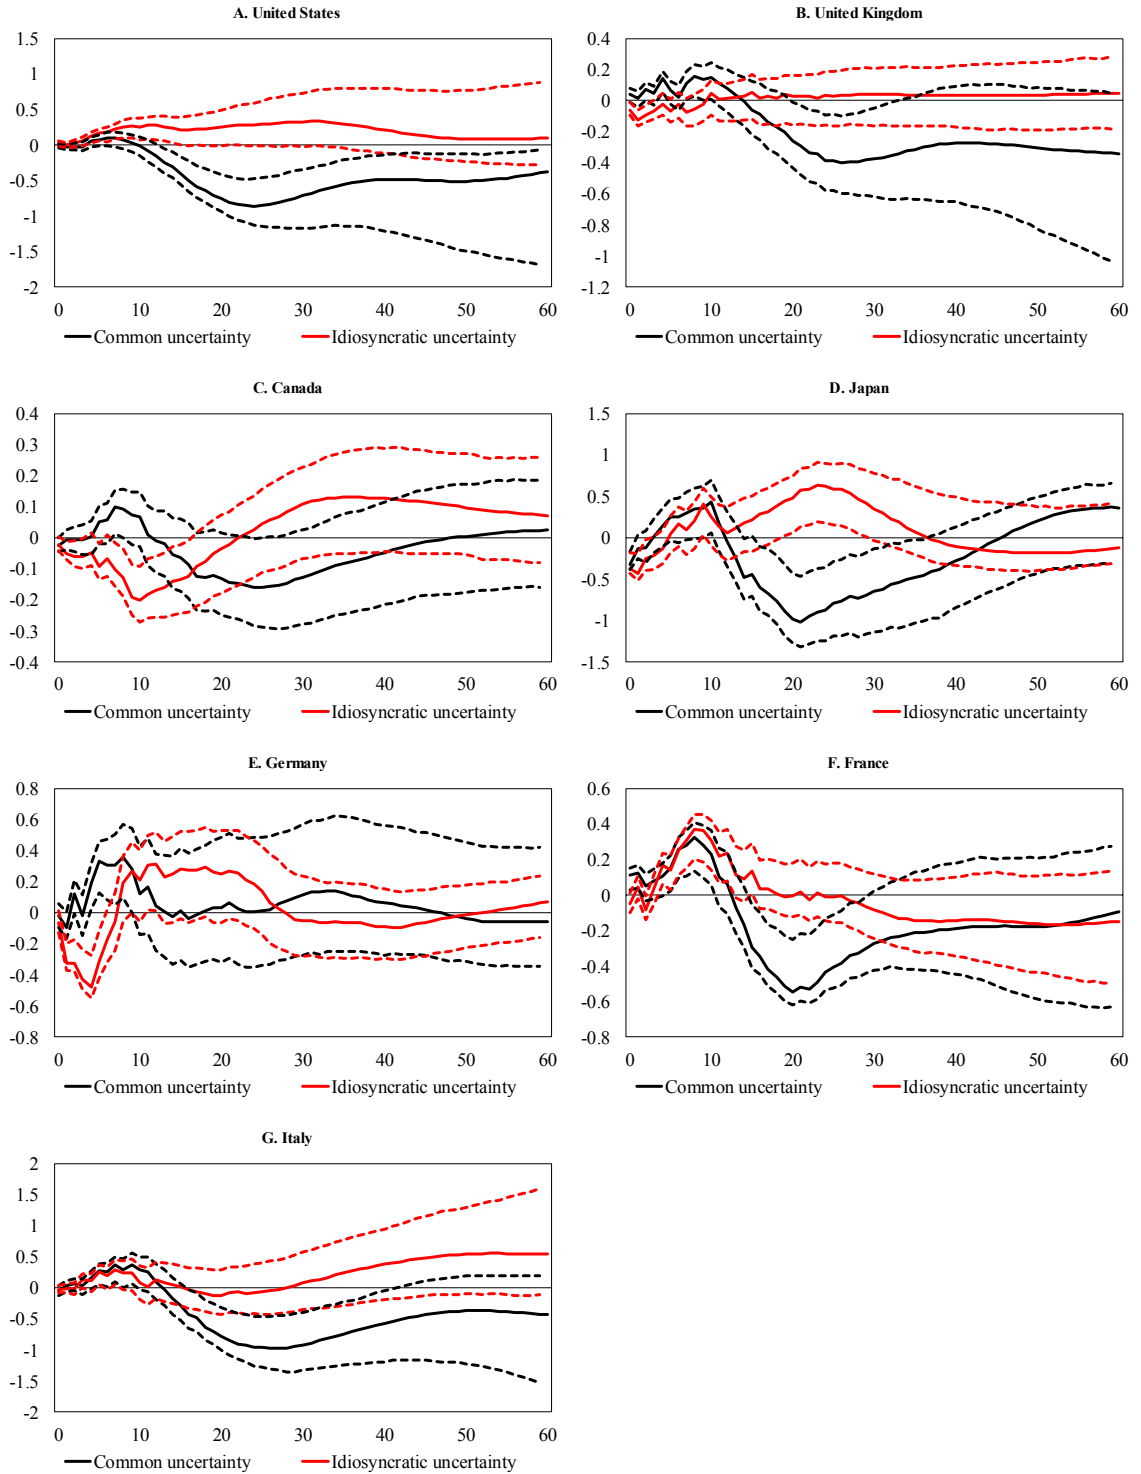 A. United States
1.5
1
0.5
0
-0.5
-1
-1.5
-2
0 10 20 30 40 50 60
Common uncertainty Idiosyncratic uncertainty
B. United Kingdom
0.4
0.2
0
-0.2
-0.4
-0.6
-0.8
-1
-1.2
0 10 20 30 40 50 60
Common uncertainty Idiosyncratic uncertainty
C. Canada
0.4
0.3
0.2
0.1
0
-0.1
-0.2
-0.3
-0.4
0 10 20 30 40 50 60
Common uncertainty Idiosyncratic uncertainty
D. Japan
1.5
1
0.5
0
-0.5
-1
-1.5
0 10 20 30 40 50 60
Common uncertainty Idiosyncratic uncertainty
E. Germany
0.8
0.6
0.4
0.2
0
-0.2
-0.4
-0.6
-0.8
0 10 20 30 40 50 60
Common uncertainty Idiosyncratic uncertainty
F. France
0.6
0.4
0.2
0
-0.2
-0.4
-0.6
-0.8
0 10 20 30 40 50 60
Common uncertainty Idiosyncratic uncertainty
G. Italy
2
1.5
1
0.5
0
-0.5
-1
-1.5
-2
0 10 20 30 40 50 60
Common uncertainty Idiosyncratic uncertainty